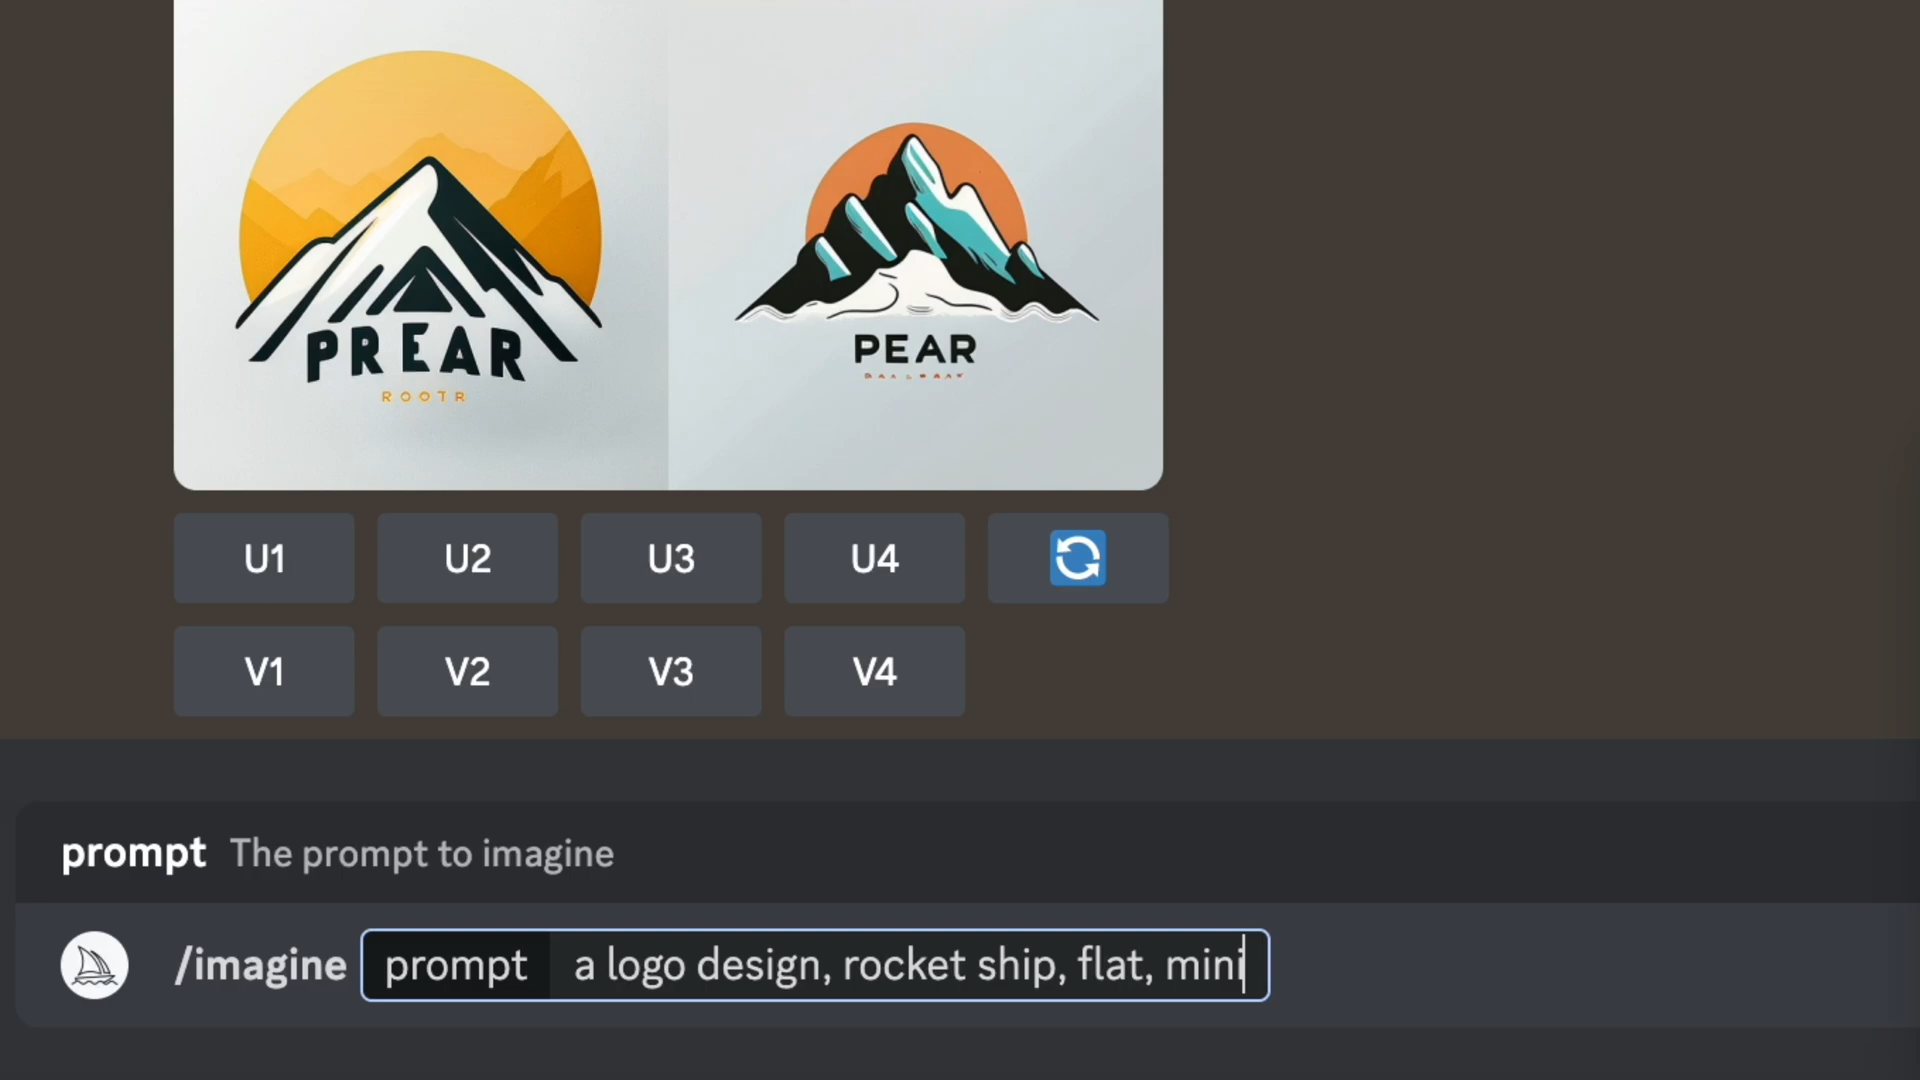 PREAR
ROOTR
PEAR
U1 U2 U3 U4
V1 V2 V3 V4
prompt The prompt to imagine
/imagine prompt a logo design, rocket ship, flat, mini